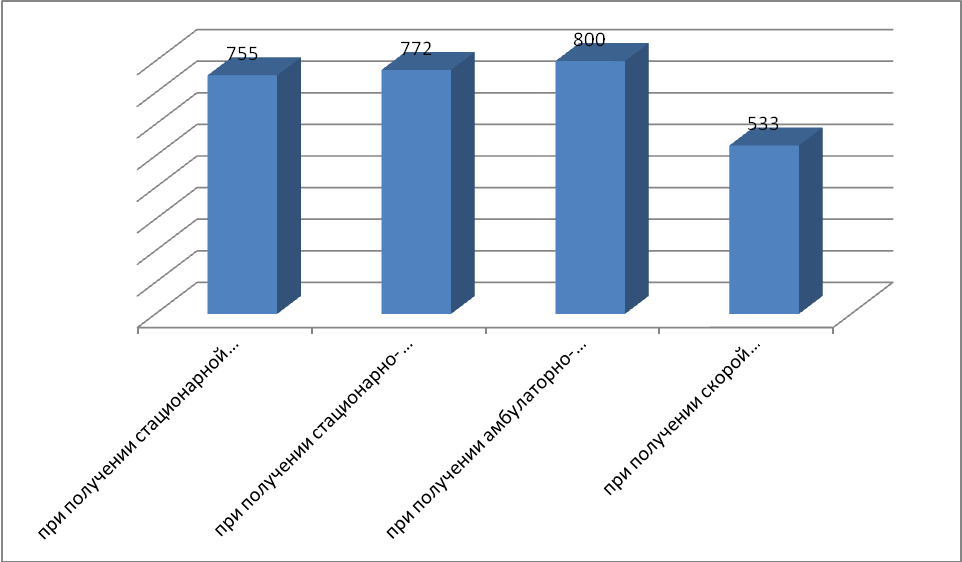 755
772
800
533
при получении стационарной...
при получении стационарно-...
при получении амбулаторно-...
при получении скорой...